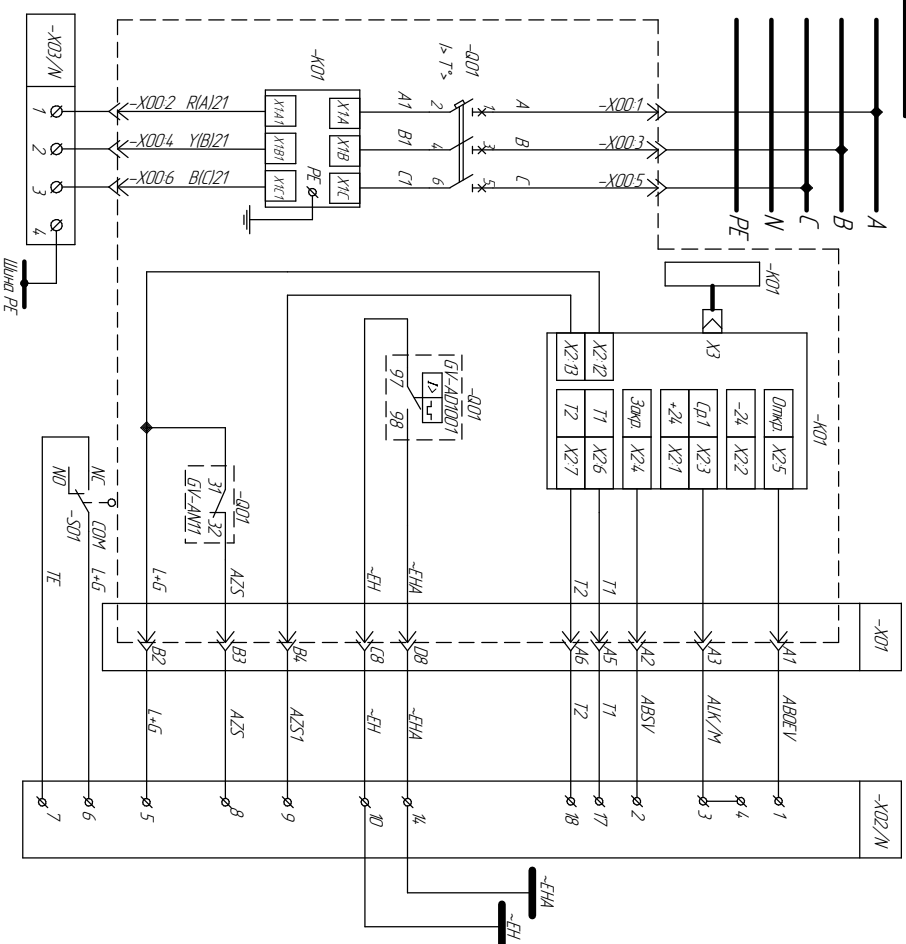 A
B
C
N
PE
-X00:1
-X00:3
-X00:5
A
B
C
1
3
5
-Q01
I> T°>
2
4
6
A1
B1
C1
-K01
X1A
X1B
X1C
X1A1
X1B1
X1C1
PE
R(A)21
Y(B)21
B(C)21
-X00:2
-X00:4
-X00:6
-X03/N
1
2
3
4
Шина PE
-K01
X3
-K01
Откр.
X2:5
-24
X2:2
Ср1
X2:3
+24
X2:1
Закр.
X2:4
X2:12
T1
X2:6
X2:13
T2
X2:7
-Q01
GV-AD1001
I>
97
98
-Q01
GV-AN11
31
32
NC
NO
COM
-S01
L+G
TE
L+G
AZS
~EH
~EHA
T2
T1
-X01
A1
A3
A2
A5
A6
D8
C8
B4
B3
B2
ABOEV
ALK/M
ABSV
T1
T2
~EHA
~EH
AZS1
AZS
L+G
-X02/N
1
4
3
2
17
18
14
10
9
8
5
6
7
~EHA
~EH